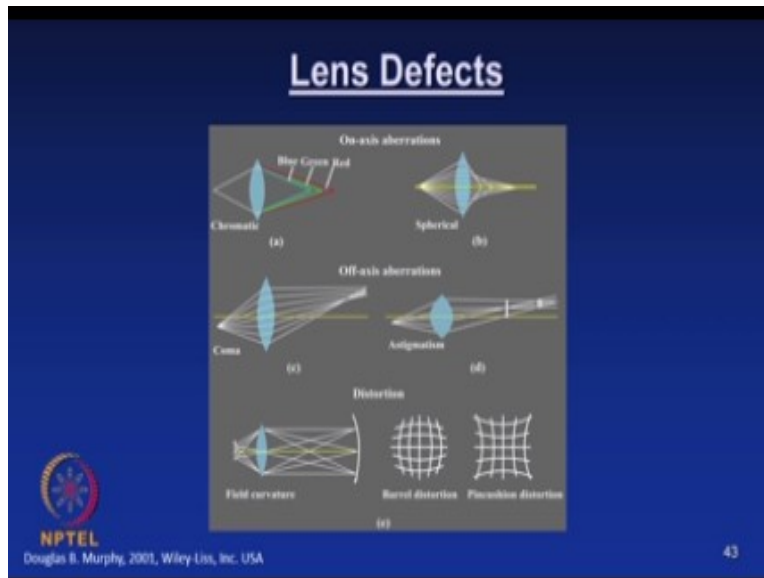 Lens Defects
On-axis aberrations
Blue Green Red
Chromatic
Spherical
(a)
(b)
Off-axis aberrations
Coma
Astigmatism
(c)
(d)
Distortion
Field curvature
Barrel distortion
Pincushion distortion
(e)
NPTEL
Douglas B. Murphy, 2001, Wiley-Liss, Inc. USA
43